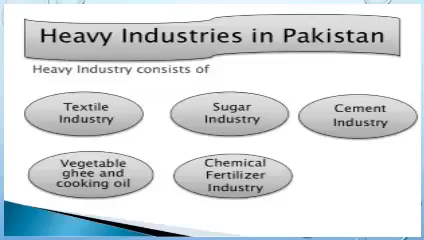 Heavy Industries in Pakistan
Heavy Industry consists of
Textile
Industry
Sugar
Industry
Cement
Industry
Vegetable
ghee and
cooking oil
Chemical
Fertilizer
Industry